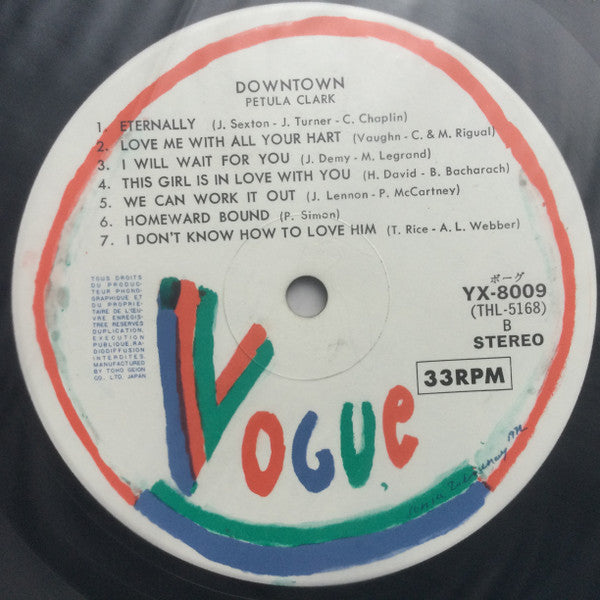 DOWNTOWN
PETULA CLARK
1. ETERNALLY (J. Sexton - J. Turner - C. Chaplin)
2. LOVE ME WITH ALL YOUR HART (Vaughn - C. & M. Rigual)
3. I WILL WAIT FOR YOU (J. Demy - M. Legrand)
4. THIS GIRL IS IN LOVE WITH YOU (H. David - B. Bacharach)
5. WE CAN WORK IT OUT (J. Lennon - P. McCartney)
6. HOMEWARD BOUND (P. Simon)
7. I DON'T KNOW HOW TO LOVE HIM (T. Rice - A. L. Webber)
TOUS DROITS
DU PRODUC-
TEUR PHONO-
GRAPHIQUE ET
DU PROPRIE-
TAIRE DE L'ŒU-
VRE ENREGIS-
TREE RESERVES
DUPLICATION,
EXECUTION
PUBLIQUE, RA-
DIODIFFUSION
INTERDITES.
MANUFACTURED
BY TOHO GEION
CO., LTD. JAPAN
ボーグ
YX-8009
(THL-5168)
B
STEREO
33RPM
VOGUE